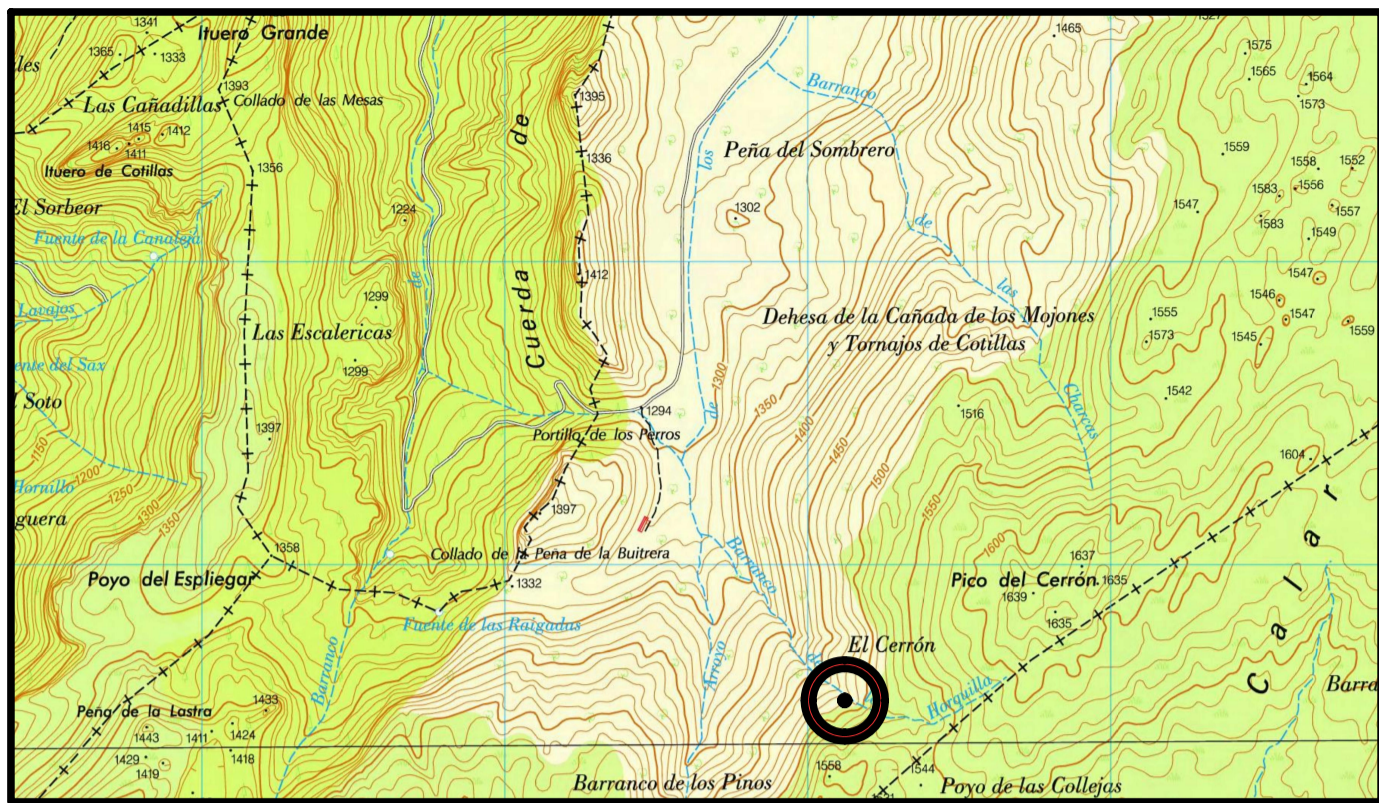 1341
Ituero Grande
1465
1327
1365
1333
1575
les
1393
1565
1564
Las Cañadillas
Collado de las Mesas
1395
Barranco
1573
1415
1412
1416
1411
1336
de
los
Peña del Sombrero
1559
1558
1552
Ituero de Cotillas
1356
1583
1556
El Sorbeor
1224
1302
de
1547
1583
1557
Fuente de la Canaleja
1549
1412
las
1547
Lavajos
1299
Cuerda
1546
1547
Las Escalericas
Dehesa de la Cañada de los Mojones
1555
1559
y Tornajos de Cotillas
1573
1545
ente del Sax
1299
1300
Soto
1350
Charcas
1542
1294
de
1516
1150
1397
Portillo de los Perros
1400
1450
1200
1500
1604
Hornillo
1250
1300
1550
r
guera
1350
1397
a
1358
Collado de la Peña de la Buitrera
Barranco
1600
1637
l
Poyo del Espliegar
1332
Pico del Cerrón
1635
1639
a
Fuente de las Raigadas
1635
Barranco
Arroyo
El Cerrón
C
Barra
Horquilla
1433
Peña de la Lastra
1443
1411
1424
1429
1419
1418
1558
1544
Barranco de los Pinos
Poyo de las Collejas